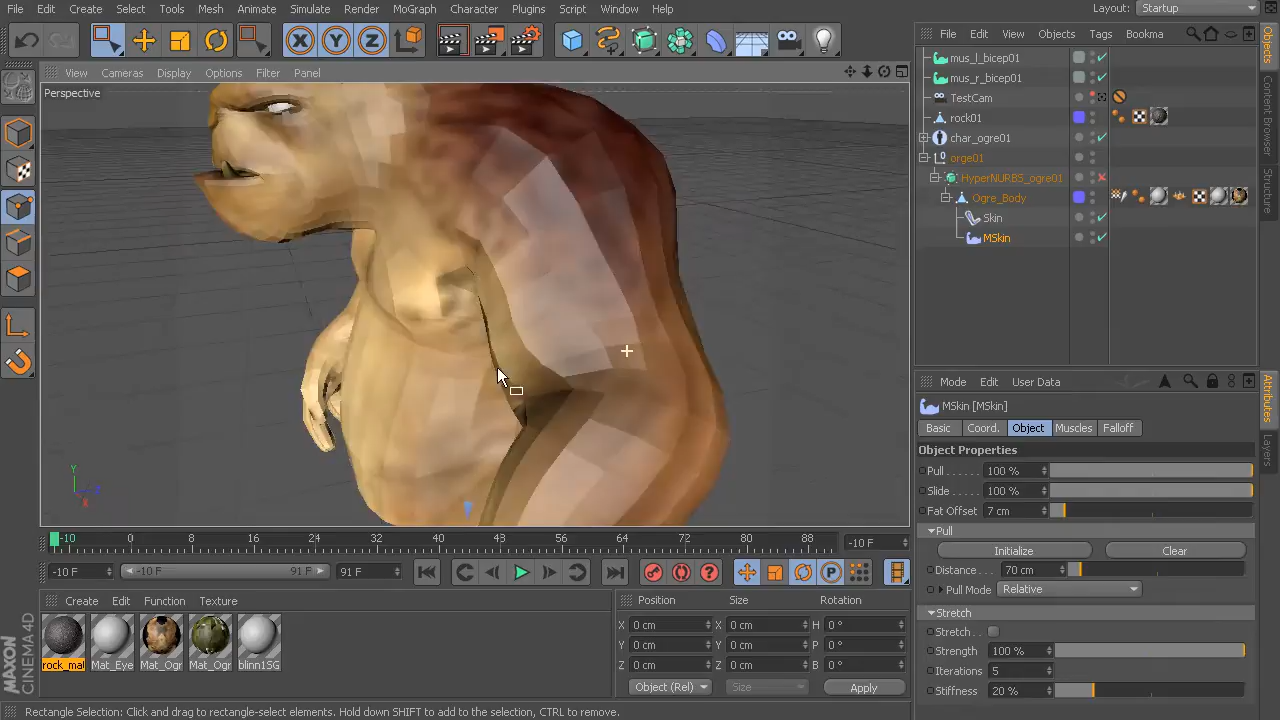 File Edit Create Select Tools Mesh Animate Simulate Render MoGraph Character Plugins Script Window Help Layout: Startup
View Cameras Display Options Filter Panel
Perspective
File Edit View Objects Tags Bookma
mus_l_bicep01
mus_r_bicep01
TestCam
rock01
char_ogre01
orge01
HyperNURBS_ogre01
Ogre_Body
Skin
MSkin
Objects
Content Browser
Structure
Mode Edit User Data
MSkin [MSkin]
Basic Coord. Object Muscles Falloff
Object Properties
Pull 100 %
Slide 100 %
Fat Offset 7 cm
Pull
Initialize Clear
Distance 70 cm
Pull Mode Relative
Stretch
Stretch
Strength 100 %
Iterations 5
Stiffness 20 %
Attributes
Layers
Y
X
-10 0 8 16 24 32 40 48 56 64 72 80 88 -10 F
-10 F -10 F 91 F 91 F
Create Edit Function Texture
rock_mat Mat_Eye Mat_Ogr Mat_Ogr blinn1SG
Position Size Rotation
X 0 cm X 0 cm H 0 °
Y 0 cm Y 0 cm P 0 °
Z 0 cm Z 0 cm B 0 °
Object (Rel) Size Apply
MAXON
CINEMA 4D
Rectangle Selection: Click and drag to rectangle-select elements. Hold down SHIFT to add to the selection, CTRL to remove.